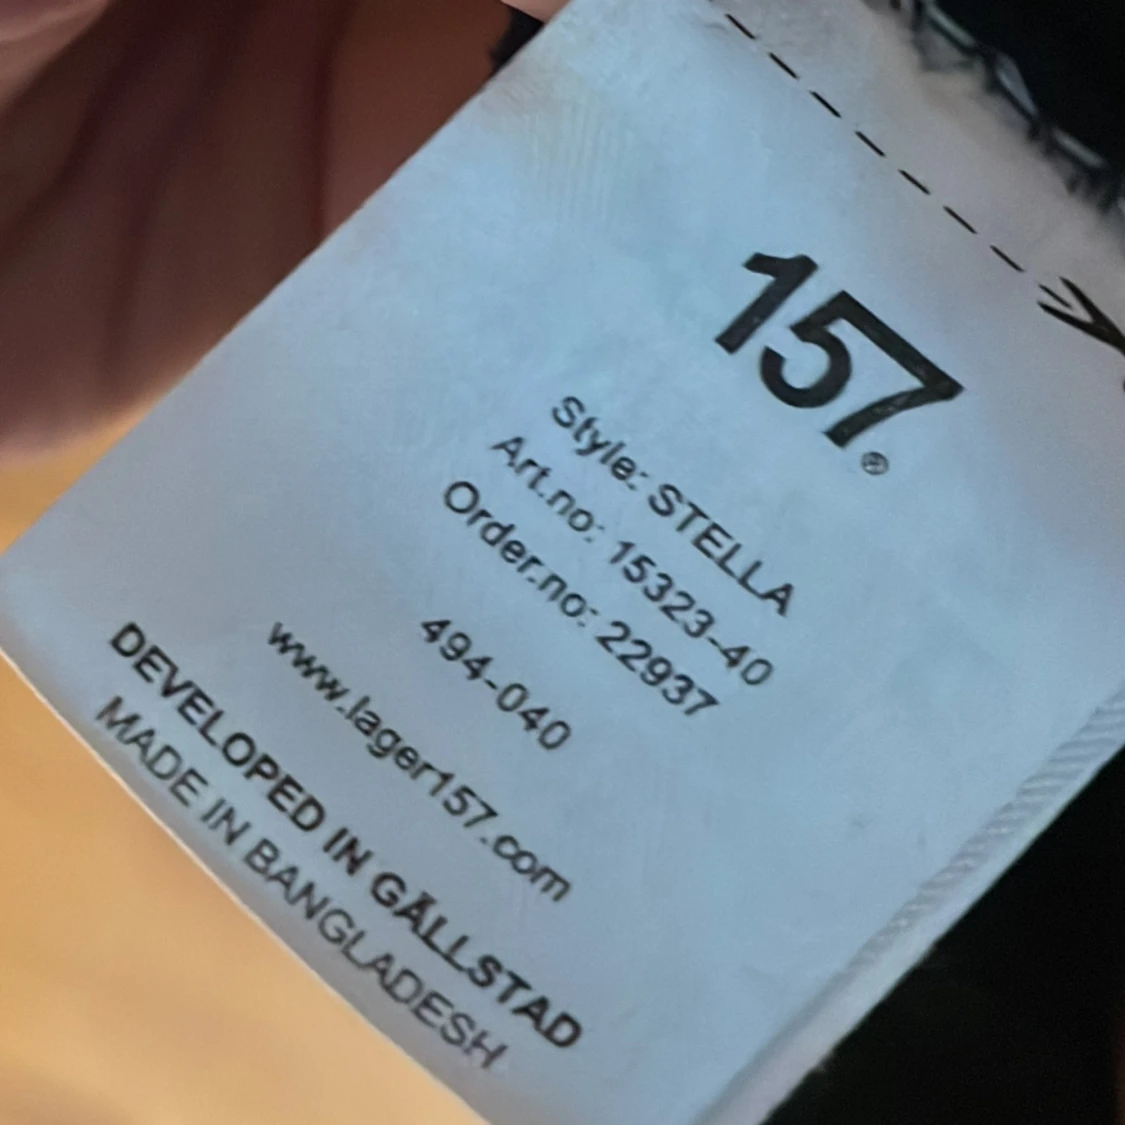 157®
Style: STELLA
Art.no: 15323-40
Order.no: 22937
494-040
www.lager157.com
DEVELOPED IN GÄLLSTAD
MADE IN BANGLADESH